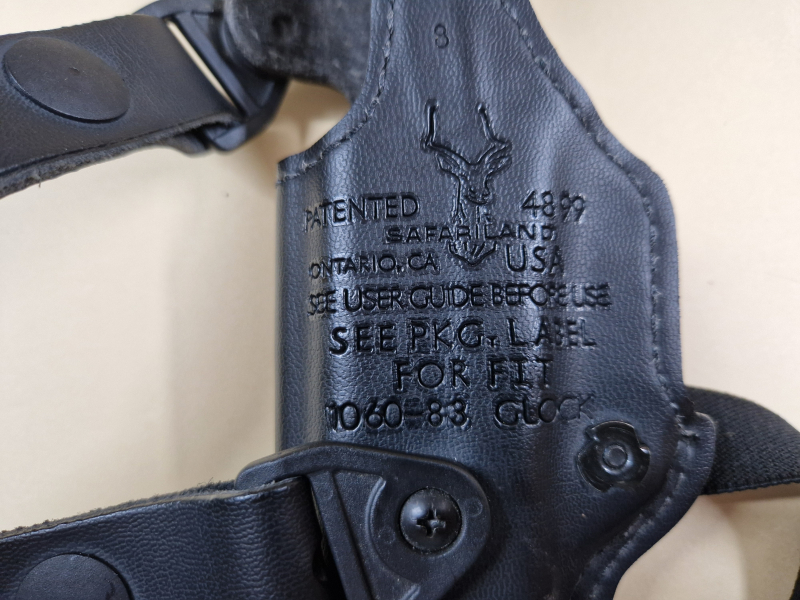 8
PATENTED 4899
SAFARILAND
ONTARIO, CA USA
SEE USER GUIDE BEFORE USE
SEE PKG. LABEL
FOR FIT
1060-83, GLOCK